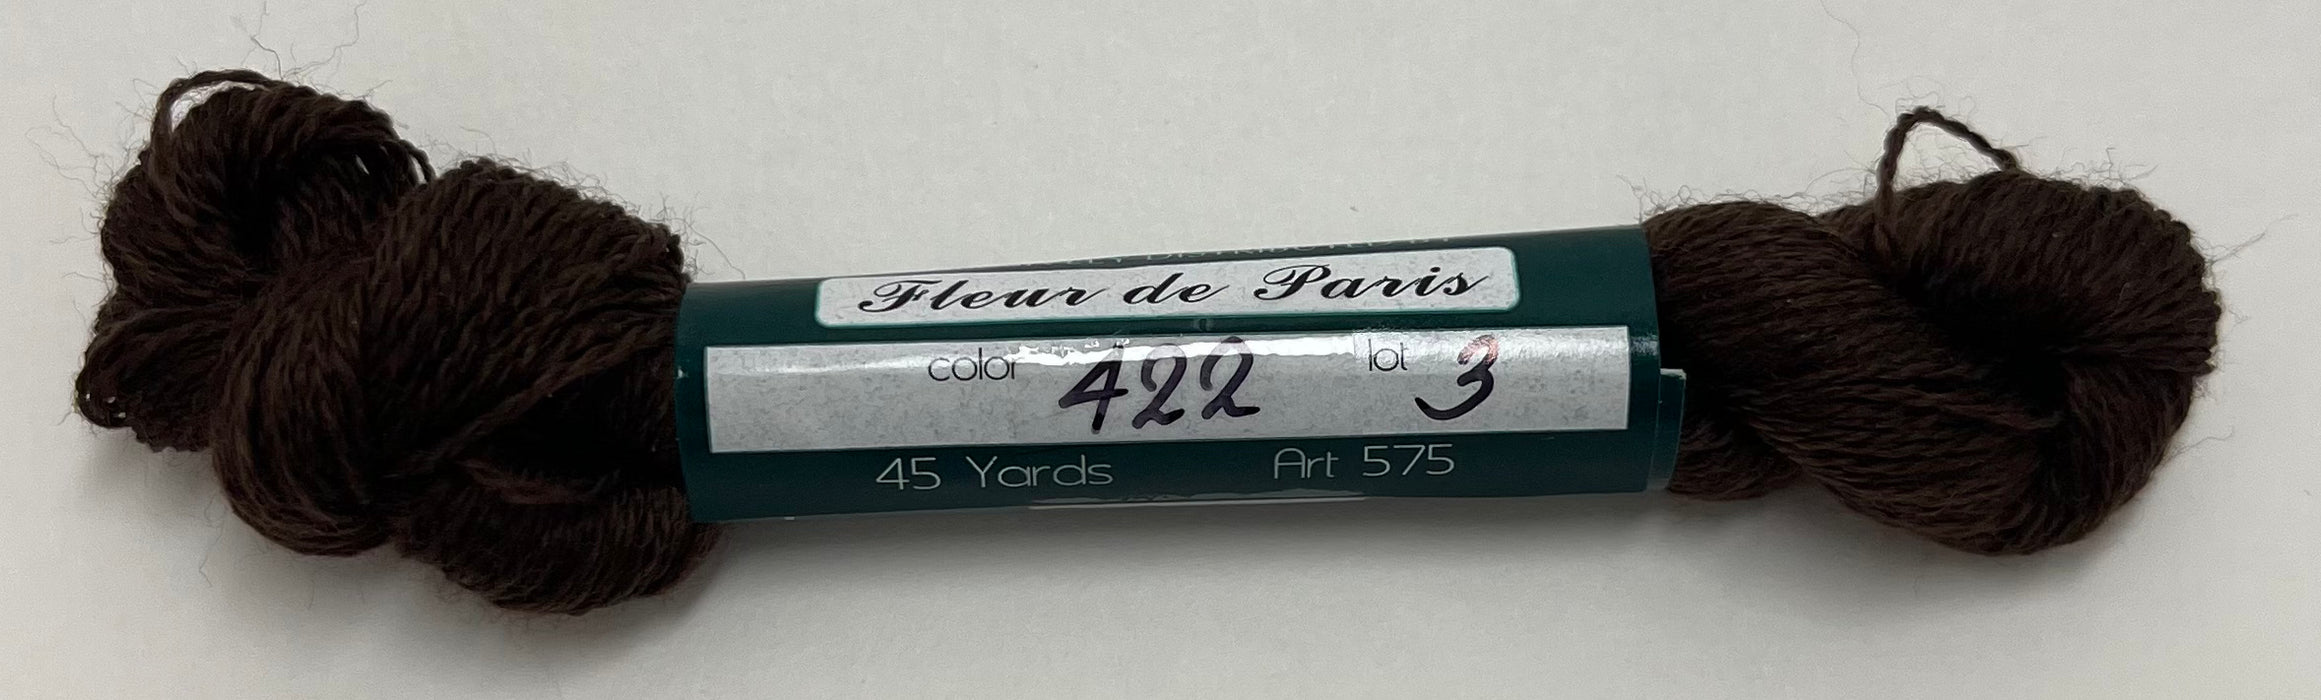 Fleur de Paris
color 422 lot 3
45 Yards Art 575